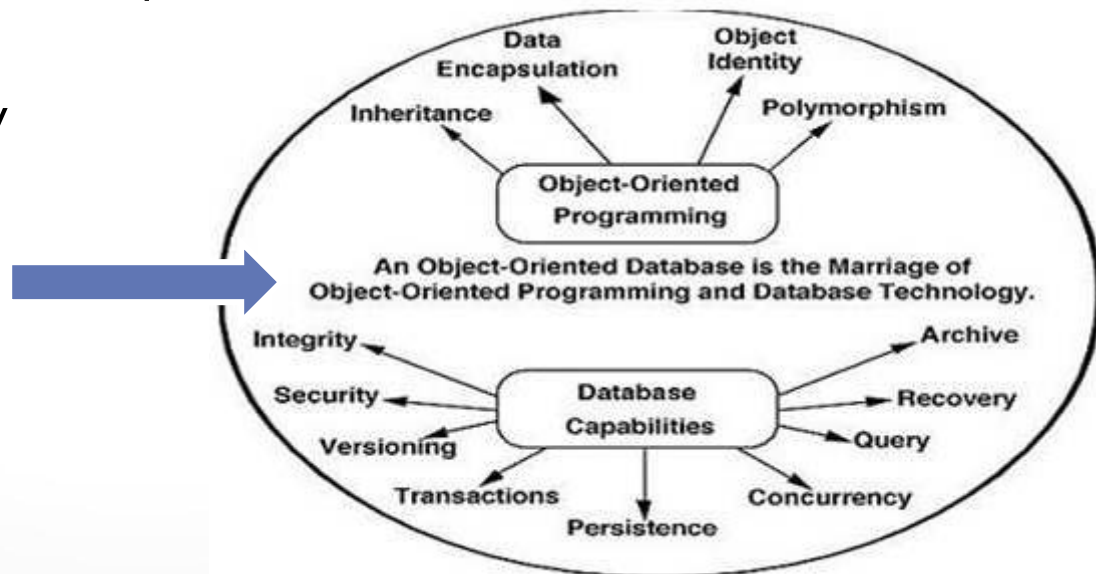 y
Data
Encapsulation
Object
Identity
Inheritance
Polymorphism
Object-Oriented
Programming
An Object-Oriented Database is the Marriage of
Object-Oriented Programming and Database Technology.
Integrity
Archive
Security
Database
Capabilities
Recovery
Versioning
Query
Transactions
Concurrency
Persistence